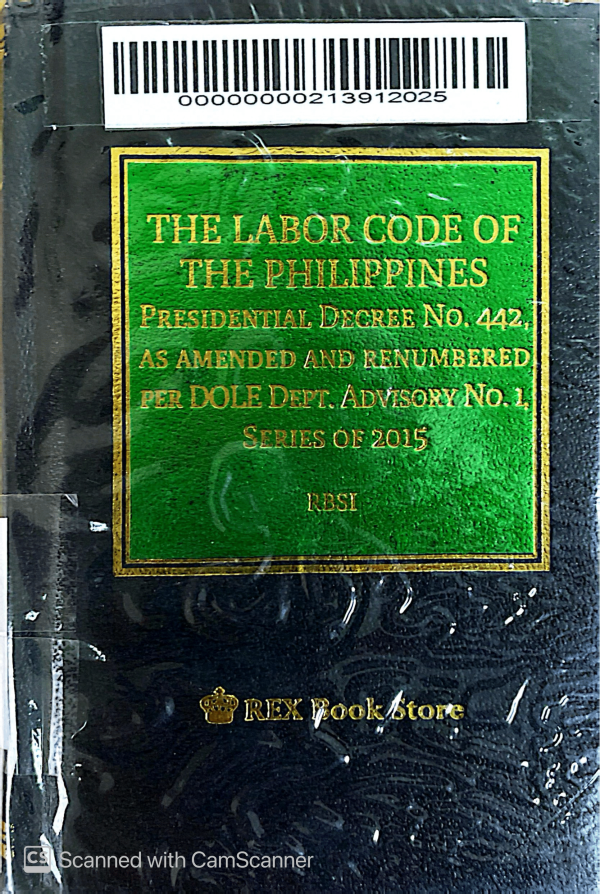 00000000213912025
THE LABOR CODE OF
THE PHILIPPINES
PRESIDENTIAL DECREE NO. 442,
AS AMENDED AND RENUMBERED
PER DOLE DEPT. ADVISORY NO. 1,
SERIES OF 2015
RBSI
REX Book Store
CS Scanned with CamScanner